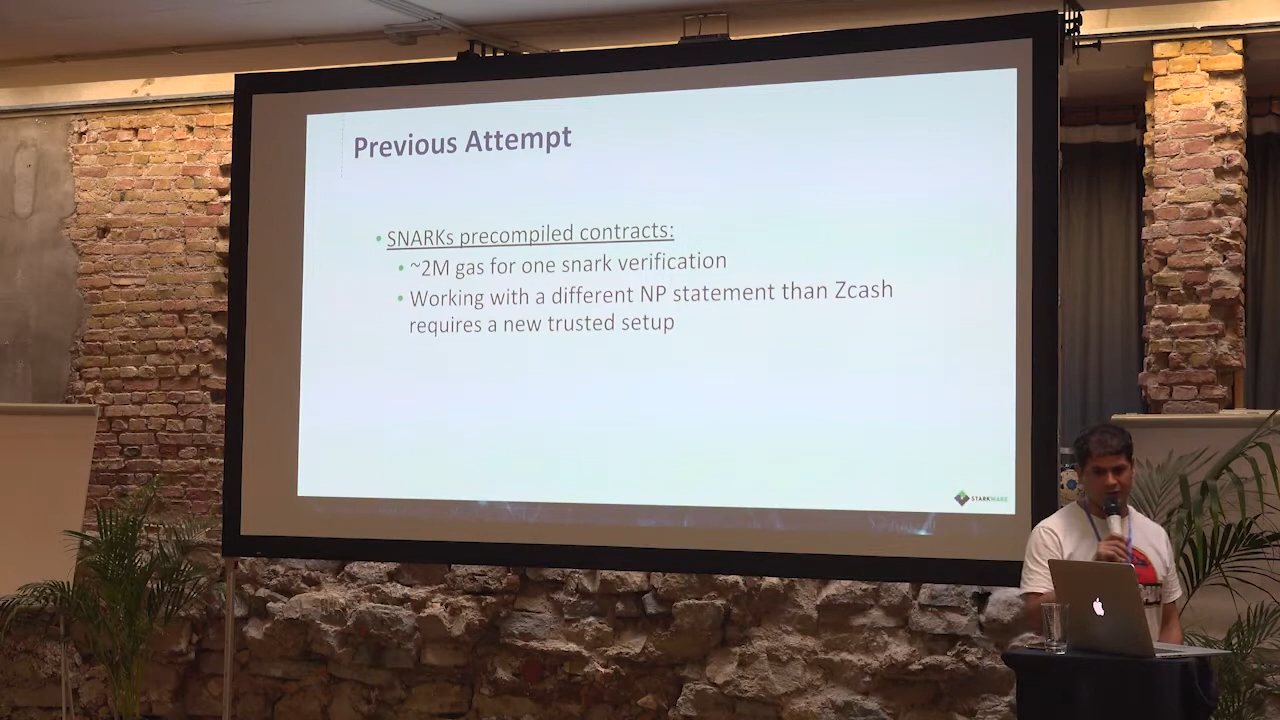 Previous Attempt
• SNARKs precompiled contracts:
• ~2M gas for one snark verification
• Working with a different NP statement than Zcash
requires a new trusted setup
STARKWARE